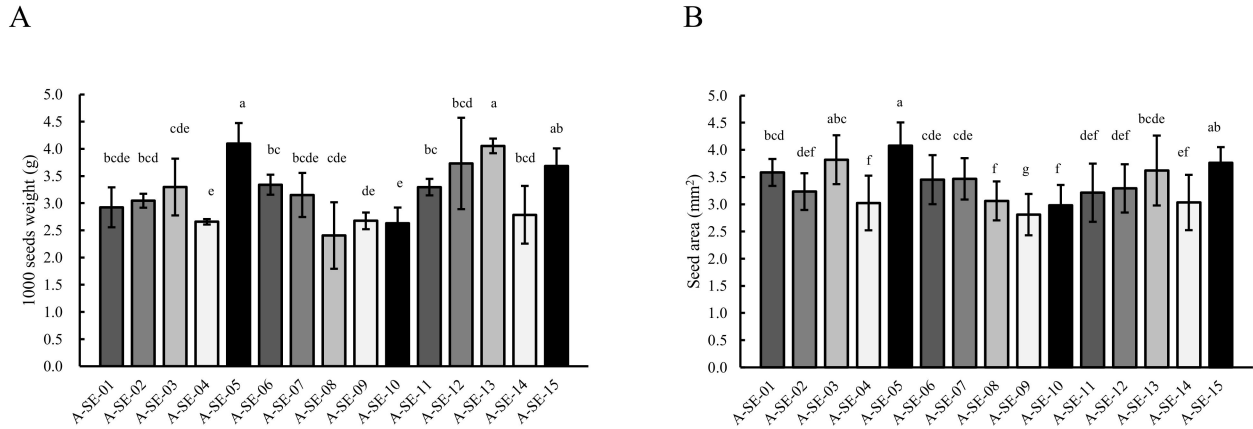 A
1000 seeds weight (g)
5.0
4.5
4.0
3.5
3.0
2.5
2.0
1.5
1.0
0.5
0.0
bcde bcd cde e a bc bcde cde de e bc bcd a bcd ab
A-SE-01 A-SE-02 A-SE-03 A-SE-04 A-SE-05 A-SE-06 A-SE-07 A-SE-08 A-SE-09 A-SE-10 A-SE-11 A-SE-12 A-SE-13 A-SE-14 A-SE-15
B
Seed area (mm²)
5.0
4.5
4.0
3.5
3.0
2.5
2.0
1.5
1.0
0.5
0.0
bcd def abc f a cde cde f g f def def bcde ef ab
A-SE-01 A-SE-02 A-SE-03 A-SE-04 A-SE-05 A-SE-06 A-SE-07 A-SE-08 A-SE-09 A-SE-10 A-SE-11 A-SE-12 A-SE-13 A-SE-14 A-SE-15